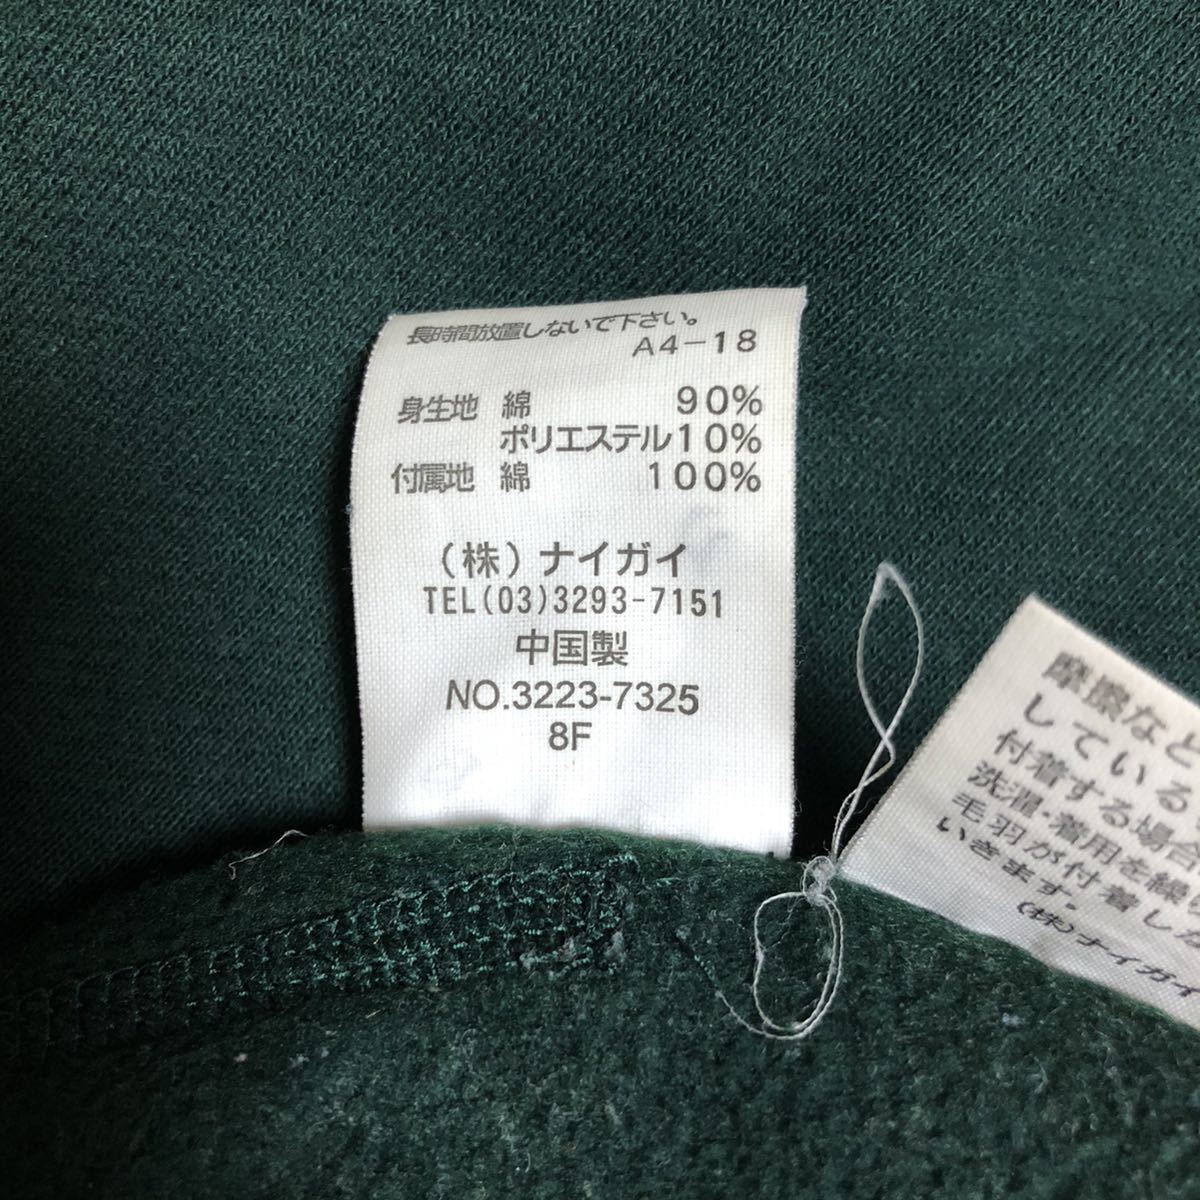 長時間放置しないで下さい。
A4-18
身生地 綿 90%
ポリエステル10%
付属地 綿 100%
(株)ナイガイ
TEL(03)3293-7151
中国製
NO.3223-7325
8F
摩擦など
している
付着する場合
洗濯・着用を繰
毛羽が付着した
いきます。
(株)ナイガイ